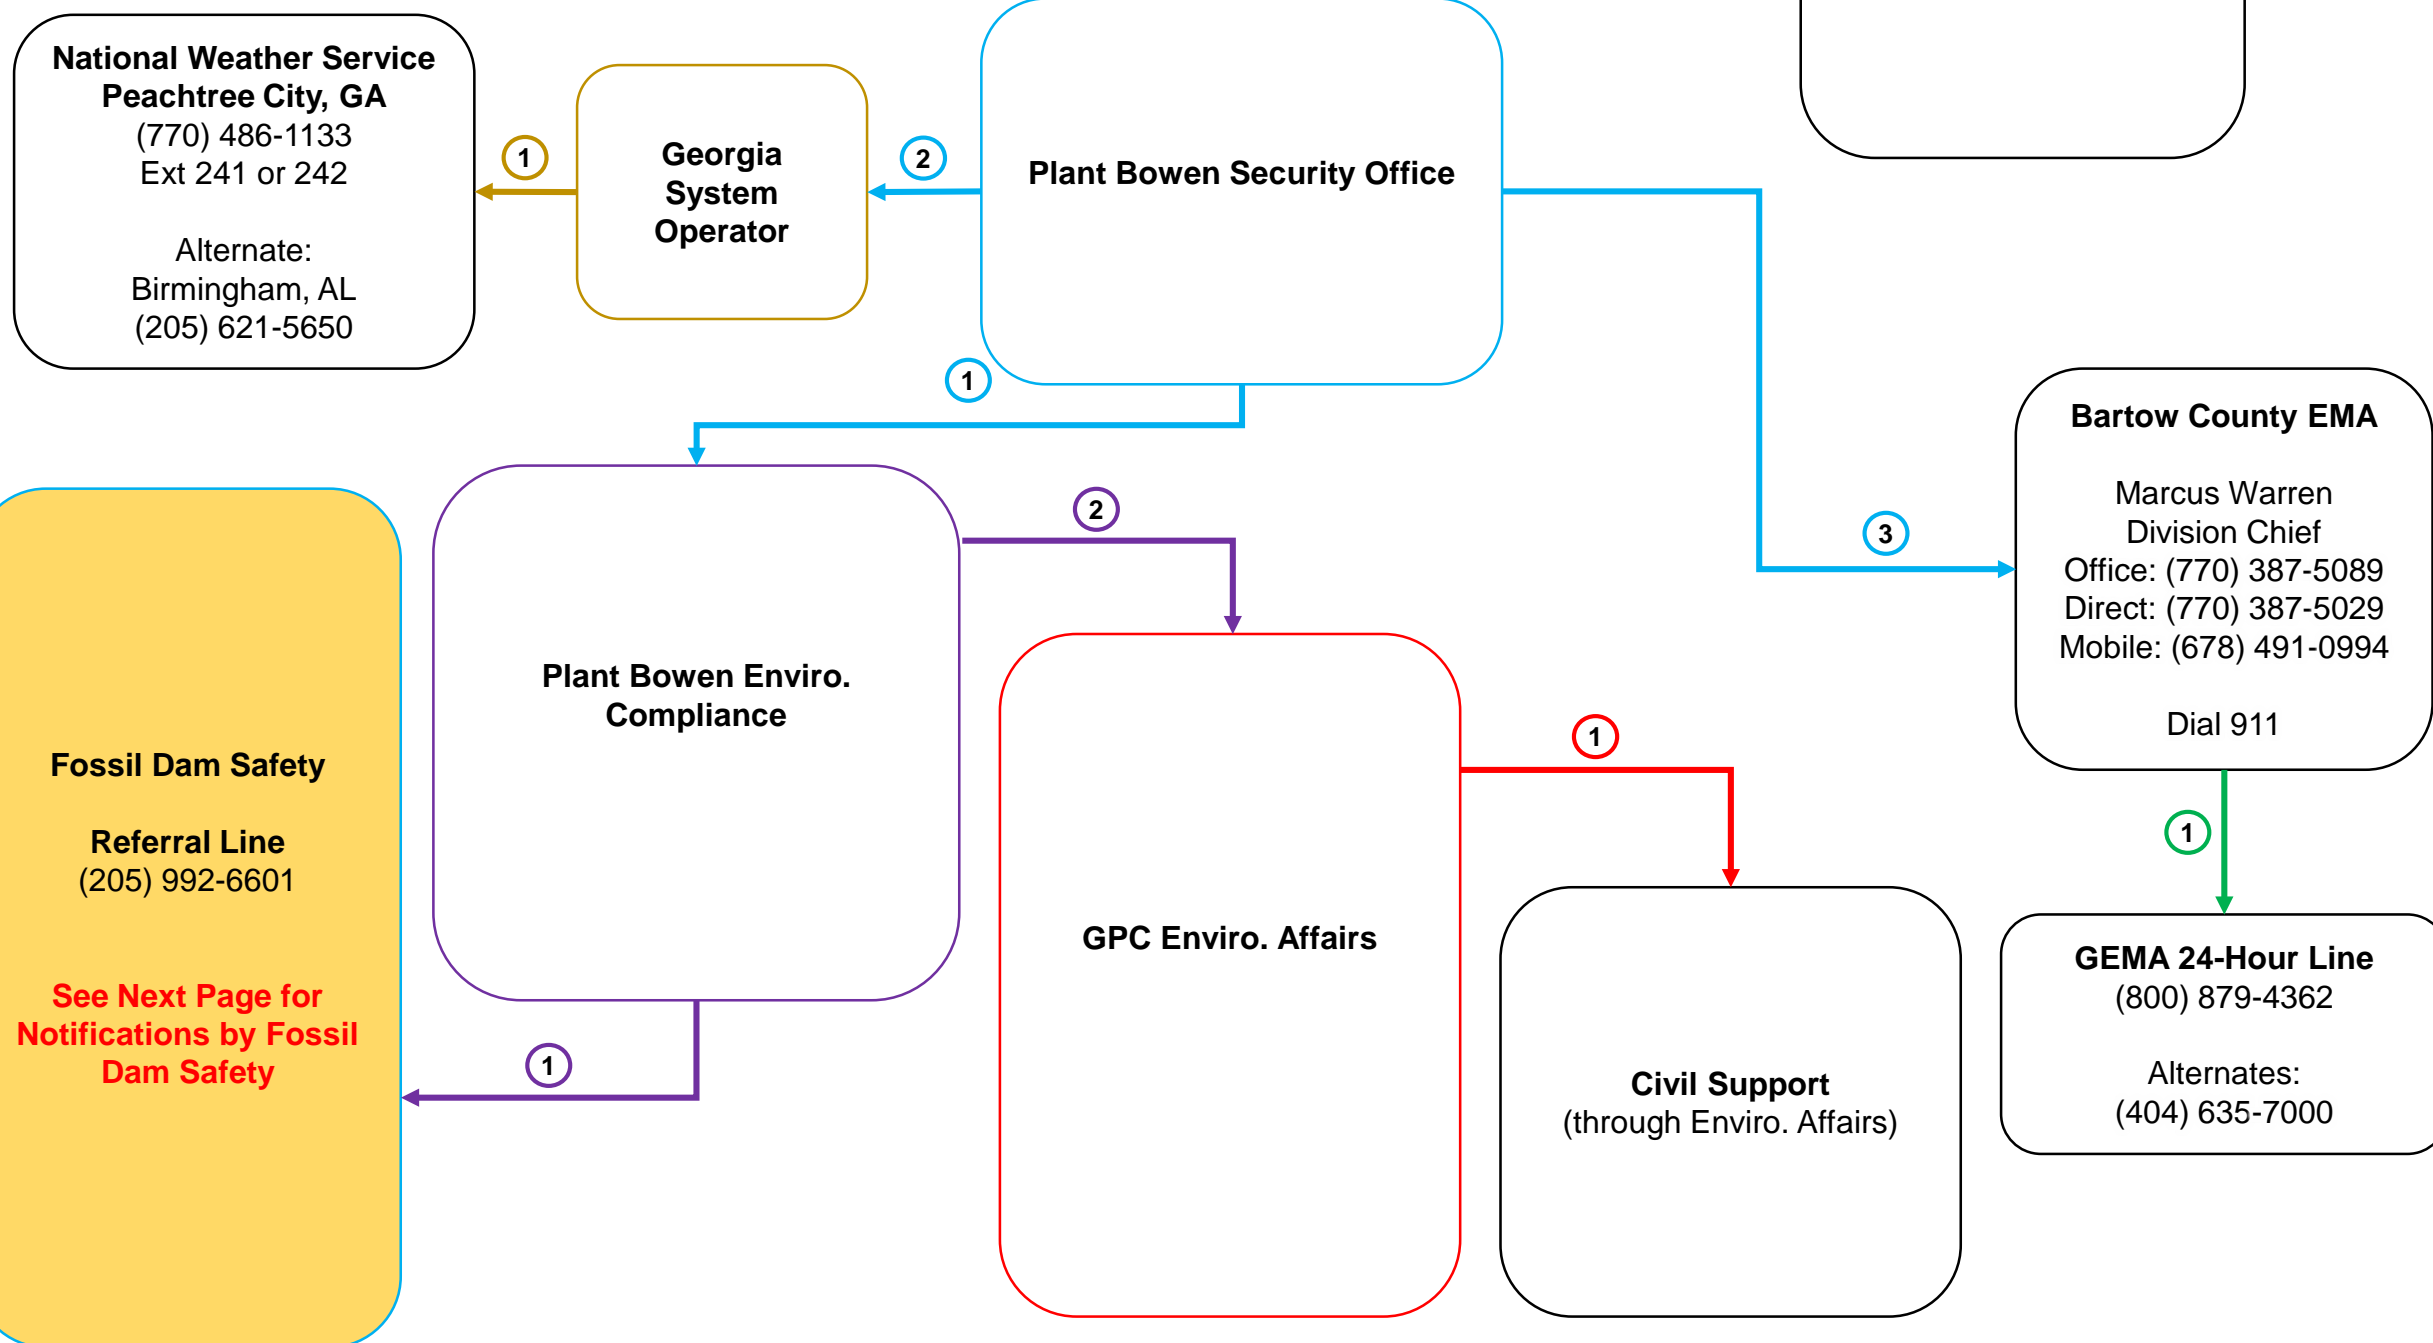 National Weather Service
Peachtree City, GA
(770) 486-1133
Ext 241 or 242
Alternate:
Birmingham, AL
(205) 621-5650
1
Georgia
System
Operator
2
Plant Bowen Security Office
1
3
Bartow County EMA
Marcus Warren
Division Chief
Office: (770) 387-5089
Direct: (770) 387-5029
Mobile: (678) 491-0994
Dial 911
1
GEMA 24-Hour Line
(800) 879-4362
Alternates:
(404) 635-7000
Plant Bowen Enviro.
Compliance
2
1
Fossil Dam Safety
Referral Line
(205) 992-6601
See Next Page for
Notifications by Fossil
Dam Safety
GPC Enviro. Affairs
1
Civil Support
(through Enviro. Affairs)